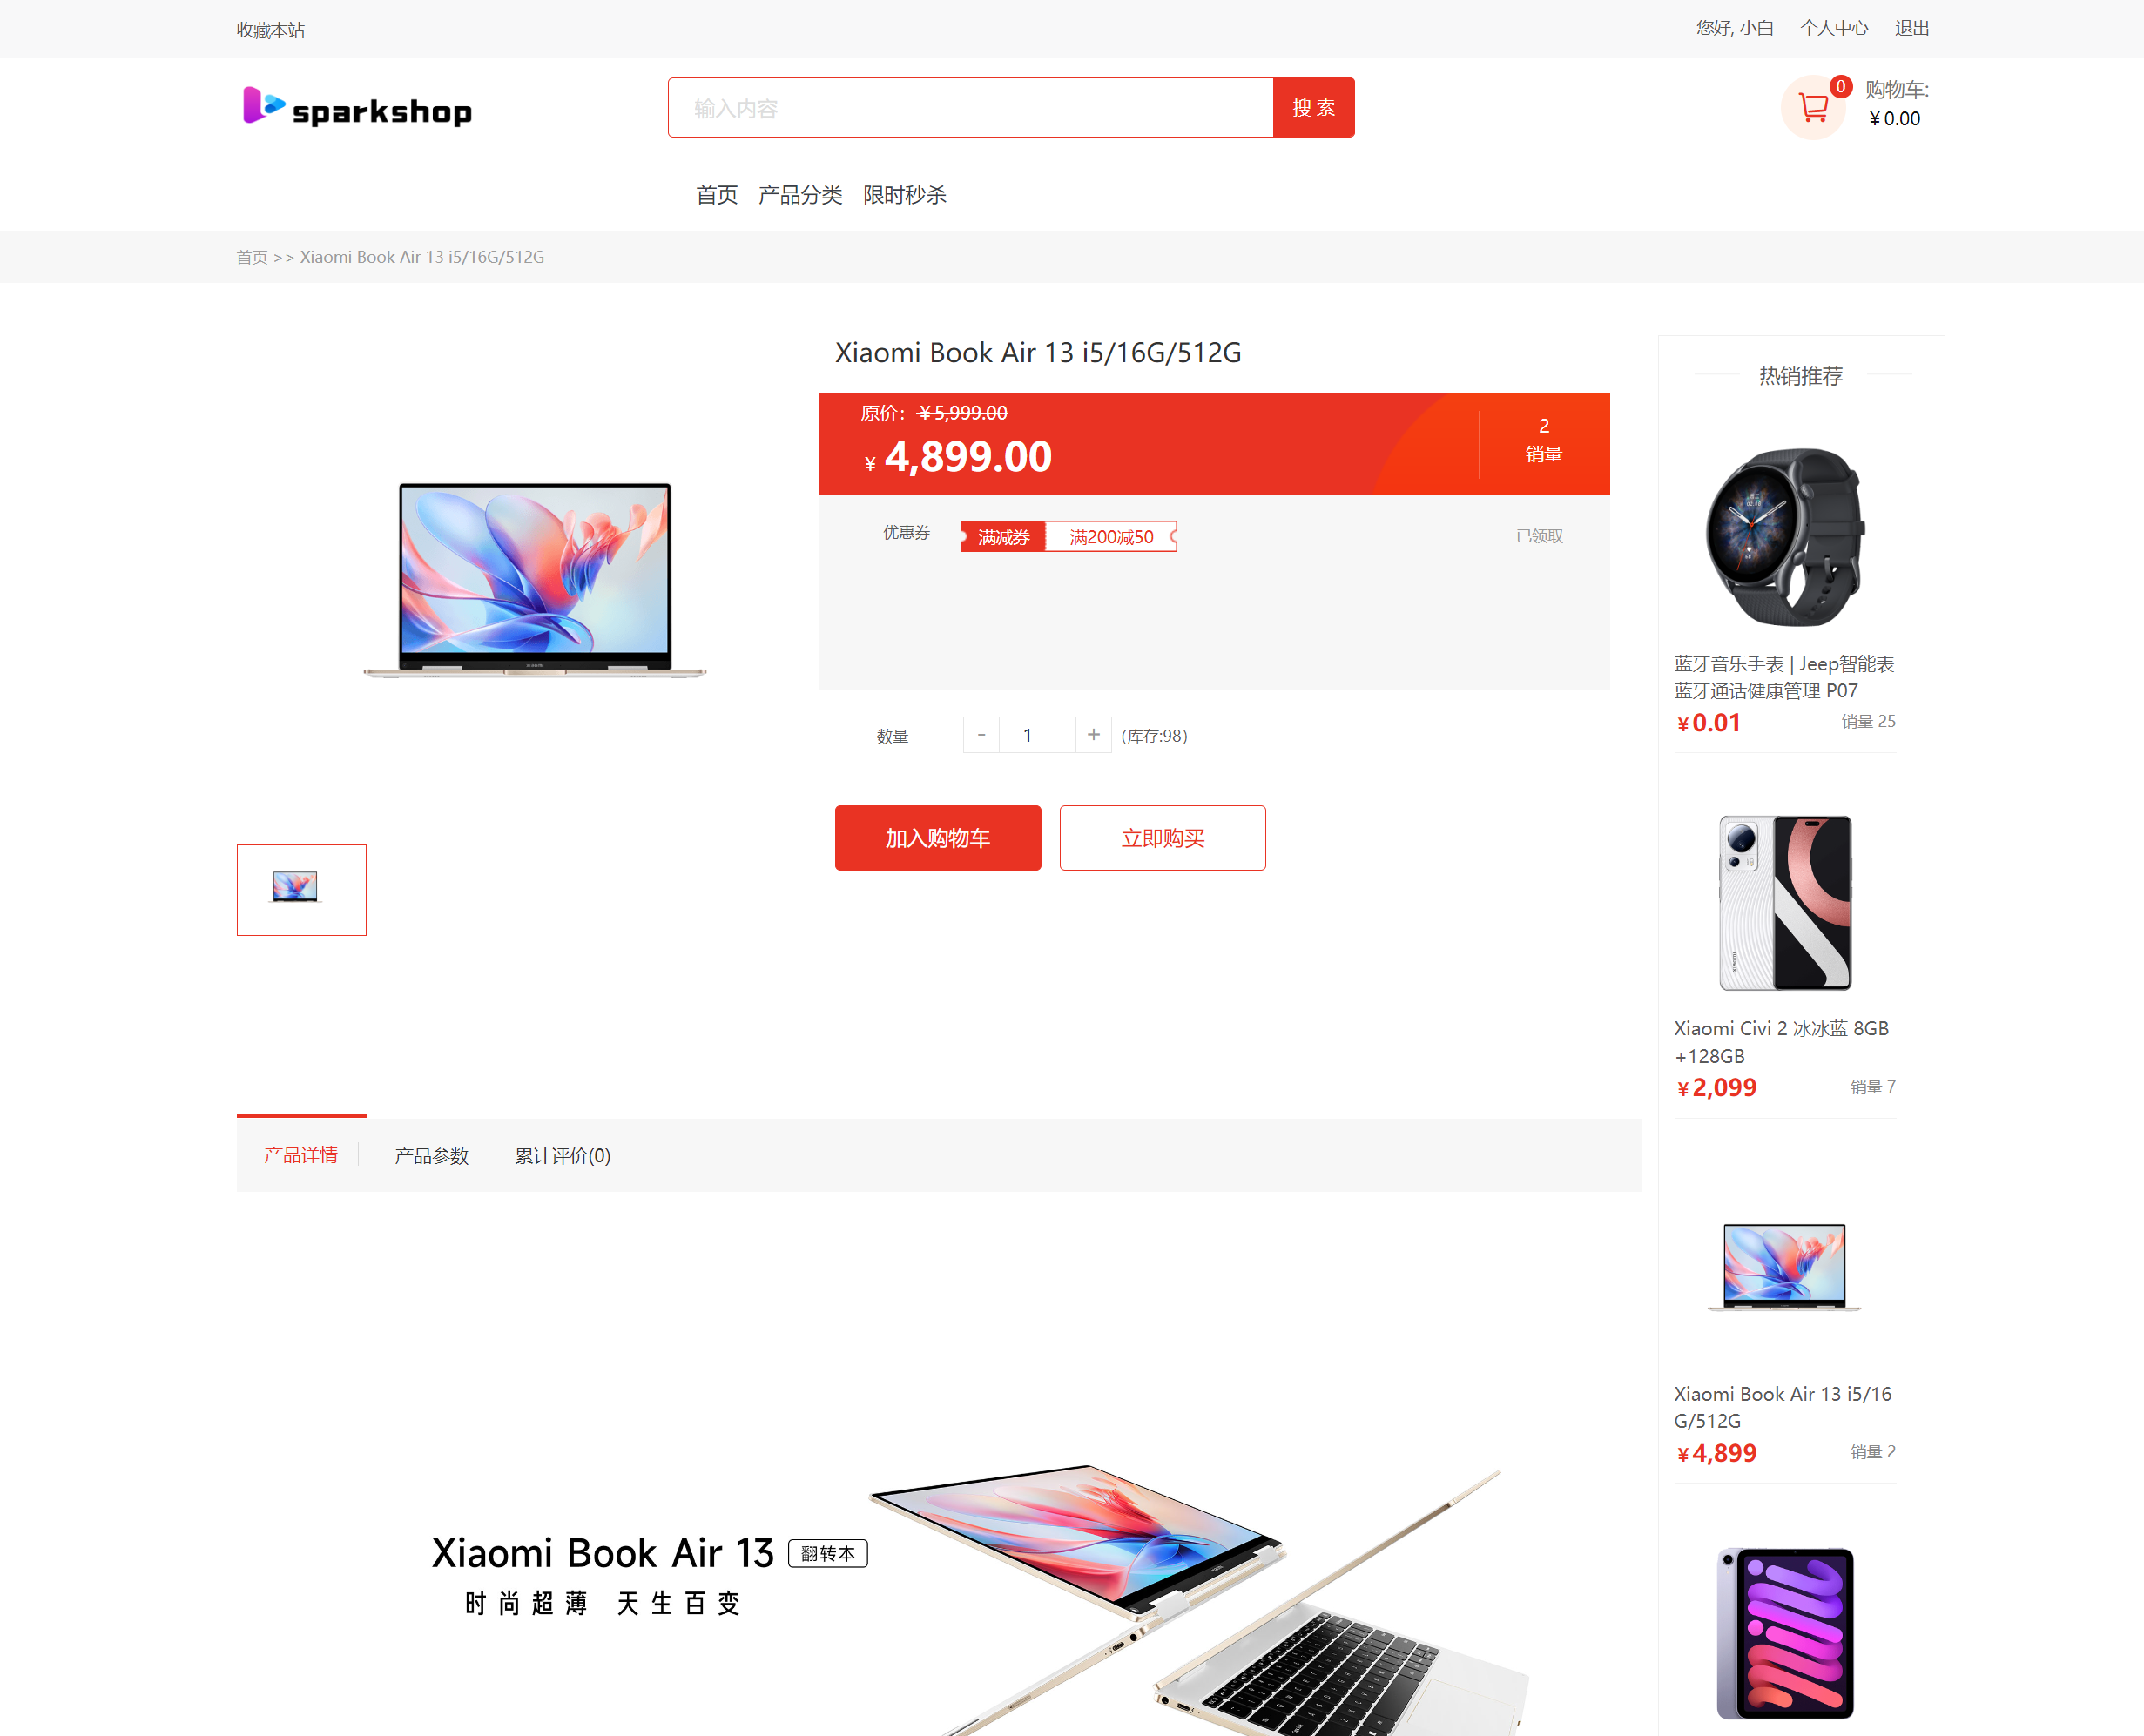 收藏本站
您好, 小白 个人中心 退出
sparkshop
输入内容
搜 索
0
购物车:
¥ 0.00
首页 产品分类 限时秒杀
首页 >> Xiaomi Book Air 13 i5/16G/512G
Xiaomi Book Air 13 i5/16G/512G
原价: ¥ 5,999.00
¥ 4,899.00
2
销量
优惠券 满减券 满200减50 已领取
数量 - 1 + (库存:98)
加入购物车 立即购买
产品详情 产品参数 累计评价(0)
Xiaomi Book Air 13 翻转本
时尚超薄 天生百变
热销推荐
蓝牙音乐手表 | Jeep智能表
蓝牙通话健康管理 P07
¥0.01 销量 25
Xiaomi Civi 2 冰冰蓝 8GB
+128GB
¥2,099 销量 7
Xiaomi Book Air 13 i5/16
G/512G
¥4,899 销量 2